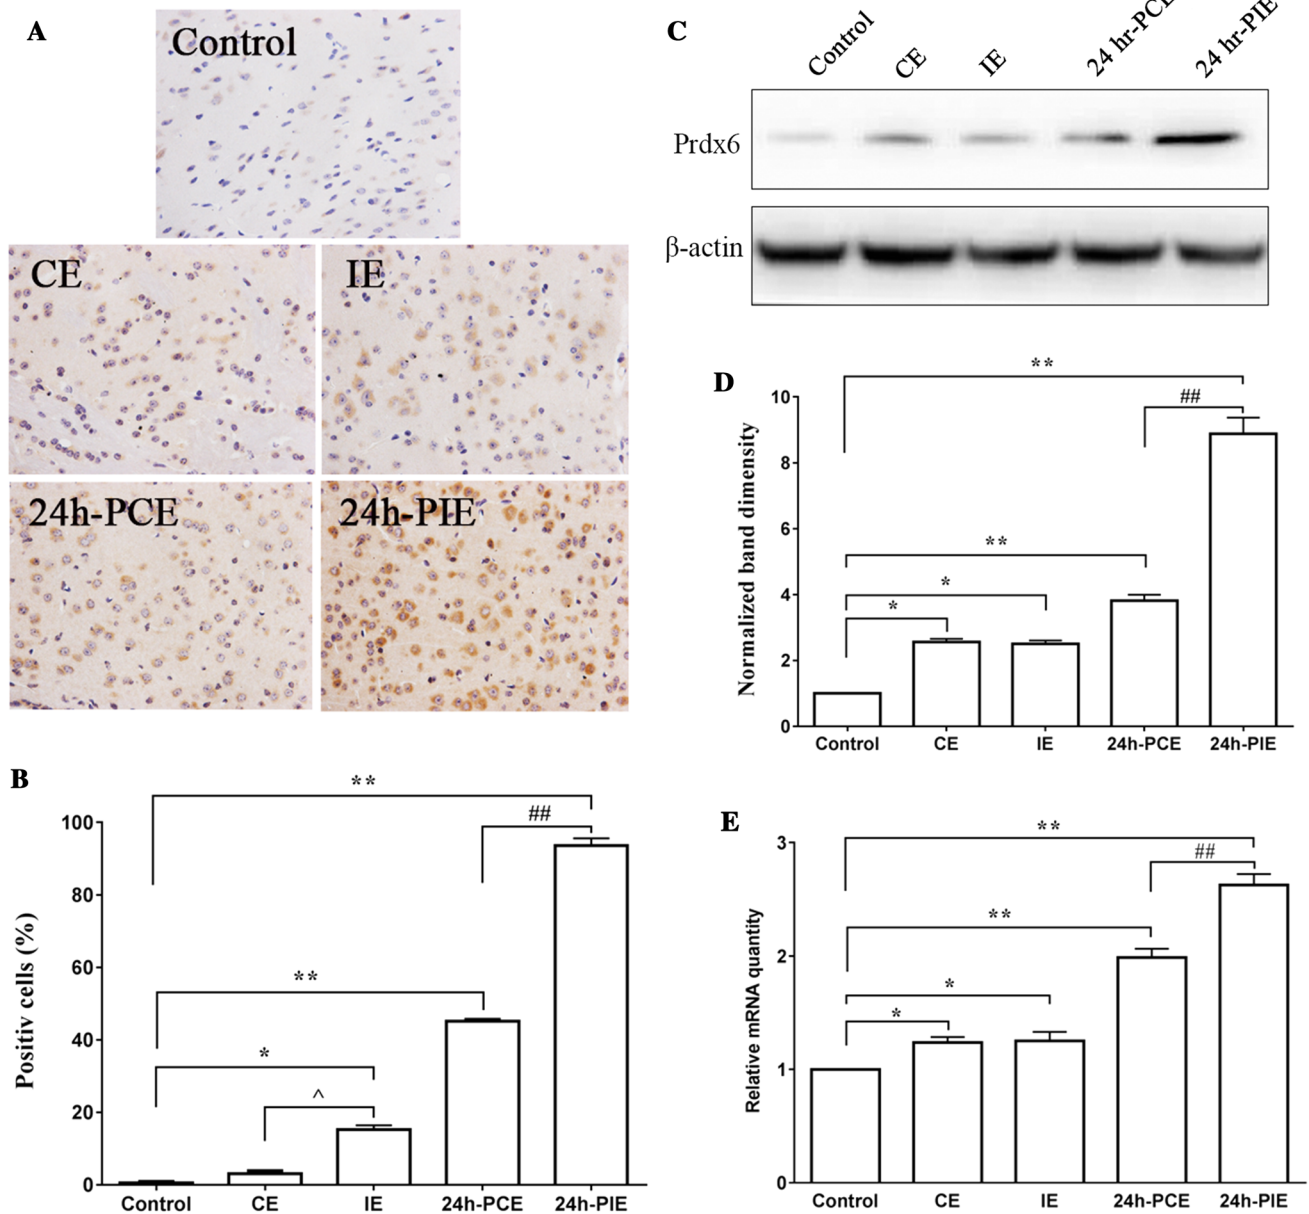 A
Control
CE
IE
24h-PCE
24h-PIE
B
Positiv cells (%)
100
80
60
40
20
0
**
##
**
*
^
Control CE IE 24h-PCE 24h-PIE
C
Control CE IE 24 hr-PCE 24 hr-PIE
Prdx6
β-actin
D
Normalized band dimensity
10
8
6
4
2
0
**
##
**
*
*
Control CE IE 24h-PCE 24h-PIE
E
Relative mRNA quantity
3
2
1
0
**
##
**
*
*
Control CE IE 24h-PCE 24h-PIE